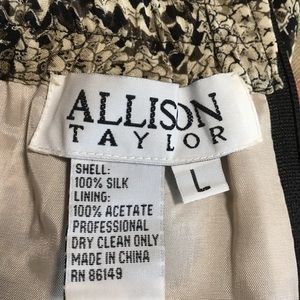 ALLISON
TAYLOR
L
SHELL:
100% SILK
LINING:
100% ACETATE
PROFESSIONAL
DRY CLEAN ONLY
MADE IN CHINA
RN 86149